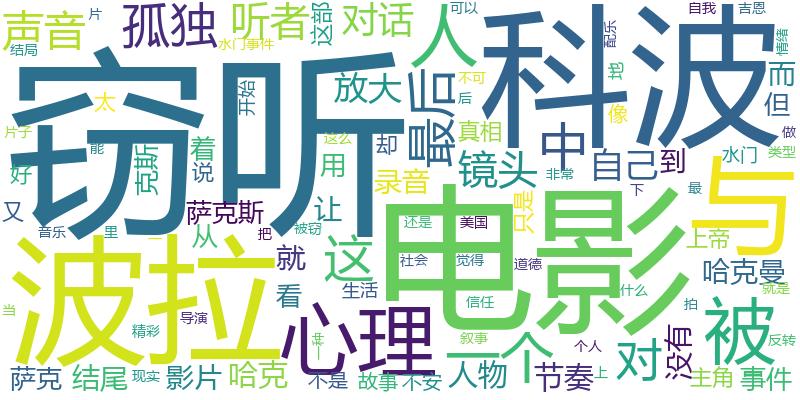 声音
片
结局
孤独
听者
水门事件
这部
对话
可以
人
科波
自我
吉恩
配乐
情绪
窃听
开始
放大
最后
不可
后
地
而
但
太
真相
像
做
片子
能
克斯
着
说
却
用
录音
镜头
中
自己
到
水门
类型
好
非常
下
最
又
萨克斯
让
只是
与
音乐
里
一
从
把
被窃
还是
美国
上帝
波拉
就
这
电影
社会
觉得
道德
哈克曼
看
生活
信任
什么
就是
当
精彩
导演
心理
一种
叙事
拍
被
反转
一个
个人
对
没有
萨克
结尾
现实
影片
哈克
不是
故事
不安
人物
节奏
上
主角
事件
这么